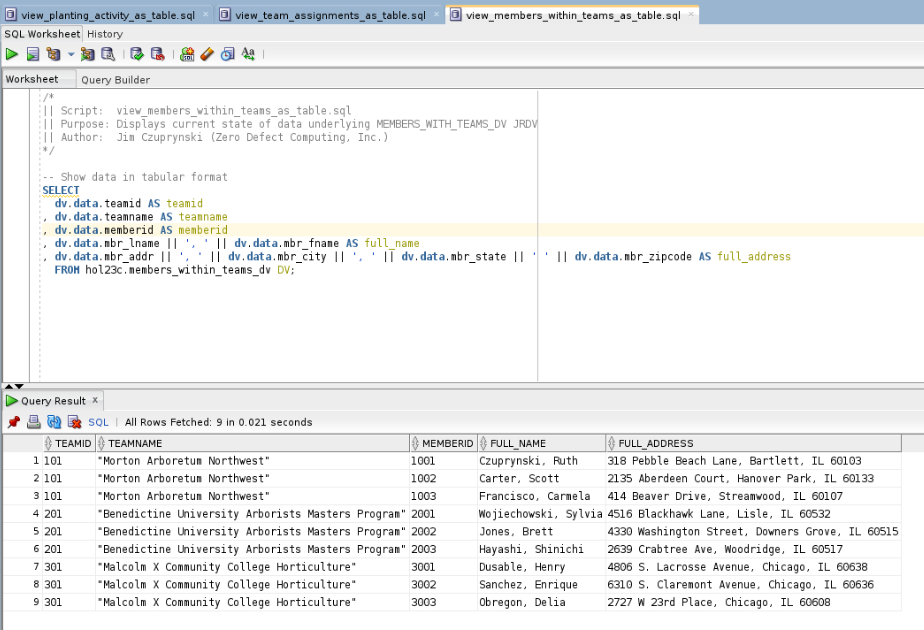 view_planting_activity_as_table.sql × view_team_assignments_as_table.sql × view_members_within_teams_as_table.sql ×
SQL Worksheet History
Worksheet Query Builder
/*
|| Script:  view_members_within_teams_as_table.sql
|| Purpose: Displays current state of data underlying MEMBERS_WITH_TEAMS_DV JRDV
|| Author:  Jim Czuprynski (Zero Defect Computing, Inc.)
*/
-- Show data in tabular format
SELECT
dv.data.teamid AS teamid
, dv.data.teamname AS teamname
, dv.data.memberid AS memberid
, dv.data.mbr_lname || ', ' || dv.data.mbr_fname AS full_name
, dv.data.mbr_addr || ', ' || dv.data.mbr_city || ', ' || dv.data.mbr_state || ' ' || dv.data.mbr_zipcode AS full_address
FROM hol23c.members_within_teams_dv DV;
Query Result ×
SQL | All Rows Fetched: 9 in 0.021 seconds
TEAMID TEAMNAME MEMBERID FULL_NAME FULL_ADDRESS
1 101 "Morton Arboretum Northwest" 1001 Czuprynski, Ruth 318 Pebble Beach Lane, Bartlett, IL 60103
2 101 "Morton Arboretum Northwest" 1002 Carter, Scott 2135 Aberdeen Court, Hanover Park, IL 60133
3 101 "Morton Arboretum Northwest" 1003 Francisco, Carmela 414 Beaver Drive, Streamwood, IL 60107
4 201 "Benedictine University Arborists Masters Program" 2001 Wojiechowski, Sylvia 4516 Blackhawk Lane, Lisle, IL 60532
5 201 "Benedictine University Arborists Masters Program" 2002 Jones, Brett 4330 Washington Street, Downers Grove, IL 60515
6 201 "Benedictine University Arborists Masters Program" 2003 Hayashi, Shinichi 2639 Crabtree Ave, Woodridge, IL 60517
7 301 "Malcolm X Community College Horticulture" 3001 Dusable, Henry 4806 S. Lacrosse Avenue, Chicago, IL 60638
8 301 "Malcolm X Community College Horticulture" 3002 Sanchez, Enrique 6310 S. Claremont Avenue, Chicago, IL 60636
9 301 "Malcolm X Community College Horticulture" 3003 Obregon, Delia 2727 W 23rd Place, Chicago, IL 60608